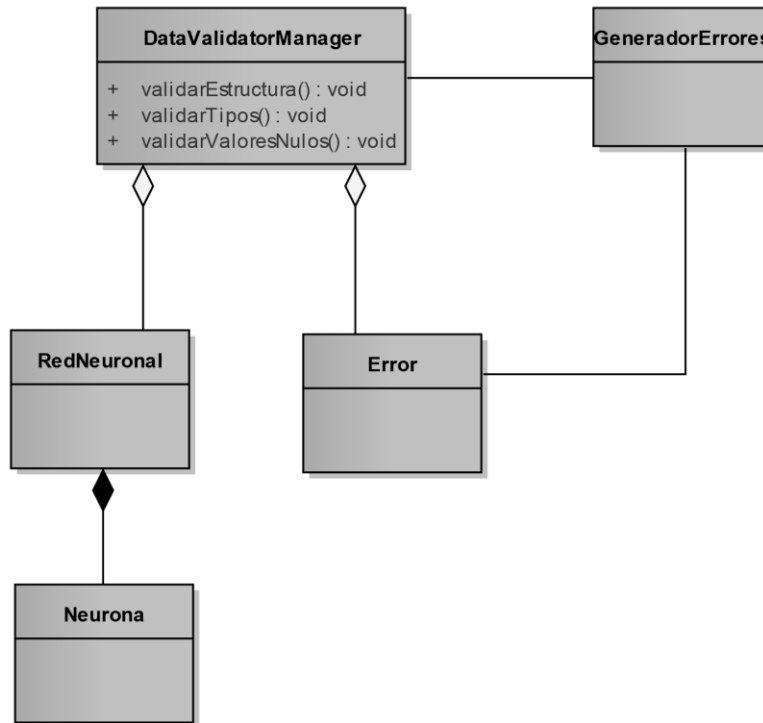 DataValidatorManager
+ validarEstructura() : void
+ validarTipos() : void
+ validarValoresNulos() : void
GeneradorErrores
RedNeuronal
Error
Neurona